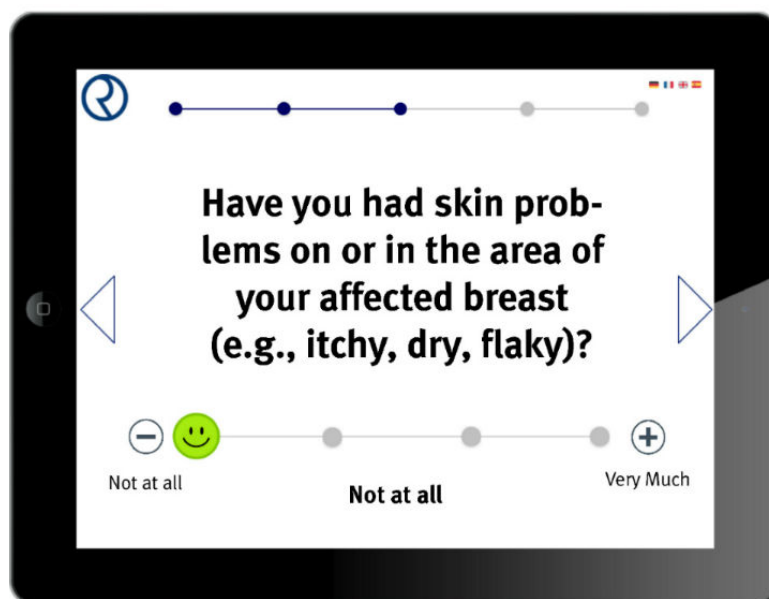 Have you had skin prob-
lems on or in the area of
your affected breast
(e.g., itchy, dry, flaky)?
Not at all
Very Much
Not at all